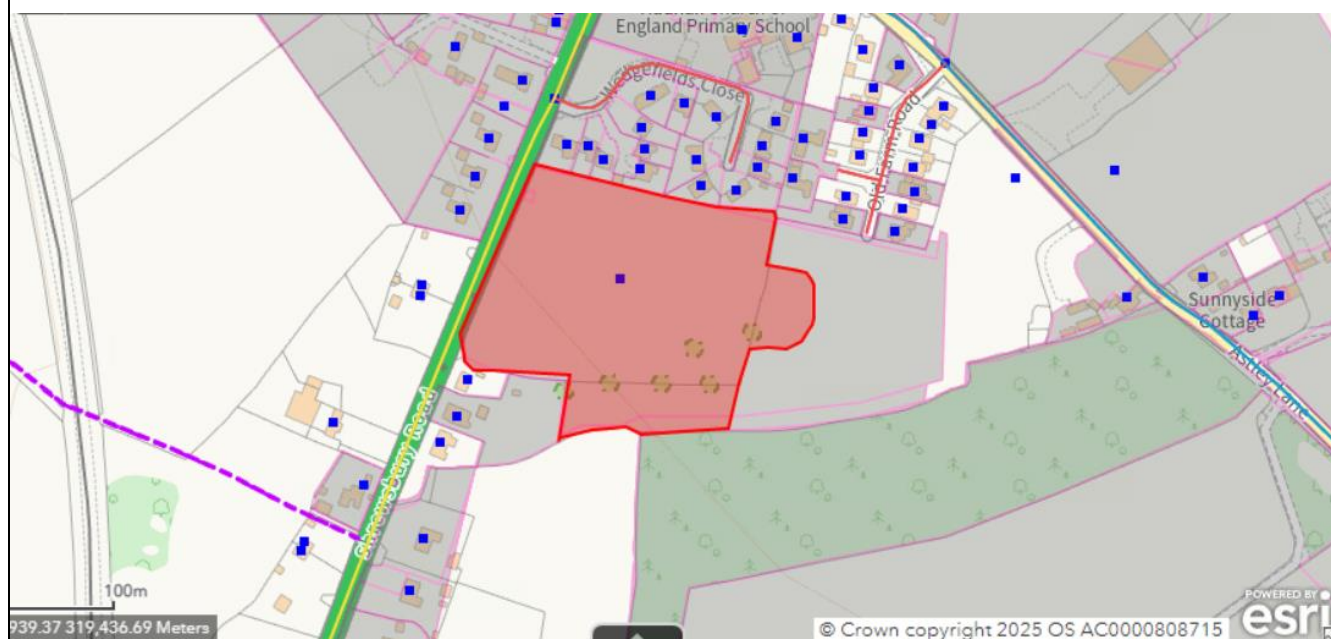 England Primary School
Wedgefields Close
Old Farm Road
Sunnyside
Cottage
Astley Lane
Shrewsbury Road
100m
939.37 319,436.69 Meters
POWERED BY
esri
© Crown copyright 2025 OS AC0000808715